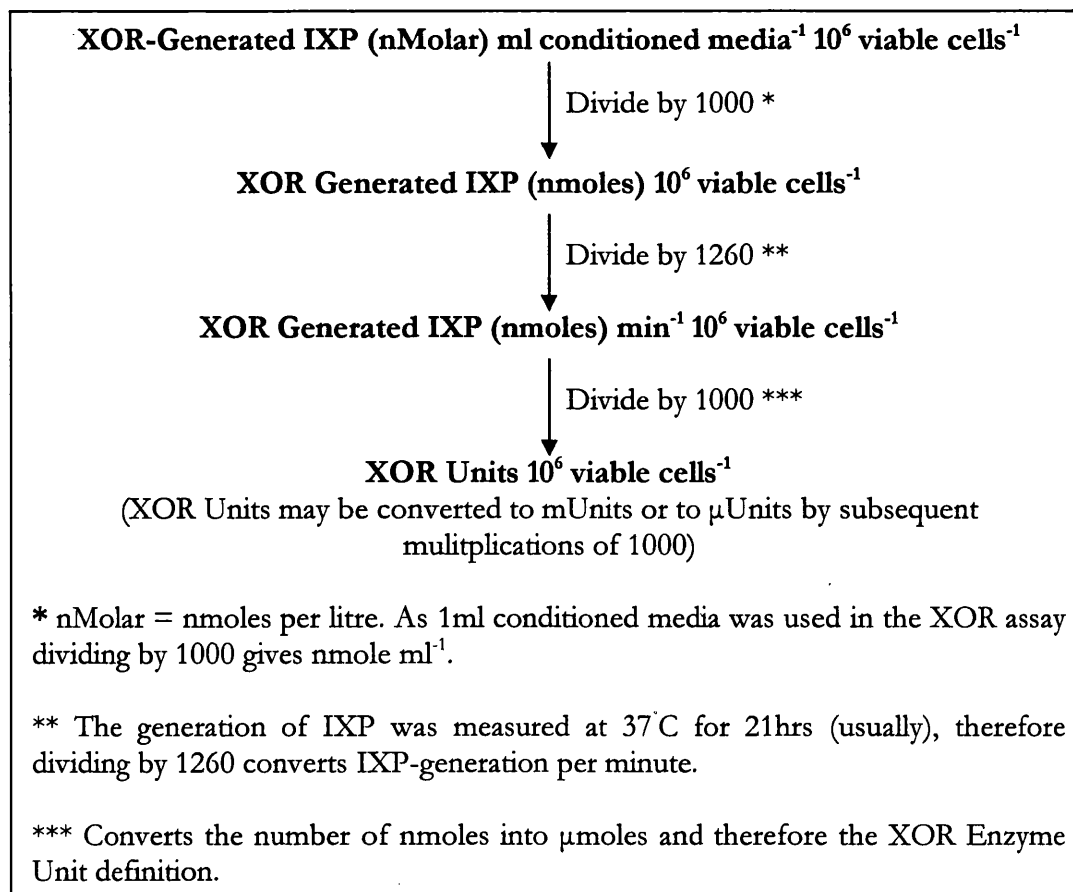 XOR-Generated IXP (nMolar) ml conditioned media⁻¹ 10⁶ viable cells⁻¹
Divide by 1000 *
XOR Generated IXP (nmoles) 10⁶ viable cells⁻¹
Divide by 1260 **
XOR Generated IXP (nmoles) min⁻¹ 10⁶ viable cells⁻¹
Divide by 1000 ***
XOR Units 10⁶ viable cells⁻¹
(XOR Units may be converted to mUnits or to μUnits by subsequent
mulitplications of 1000)
* nMolar = nmoles per litre. As 1ml conditioned media was used in the XOR assay
dividing by 1000 gives nmole ml⁻¹.
** The generation of IXP was measured at 37°C for 21hrs (usually), therefore
dividing by 1260 converts IXP-generation per minute.
*** Converts the number of nmoles into μmoles and therefore the XOR Enzyme
Unit definition.